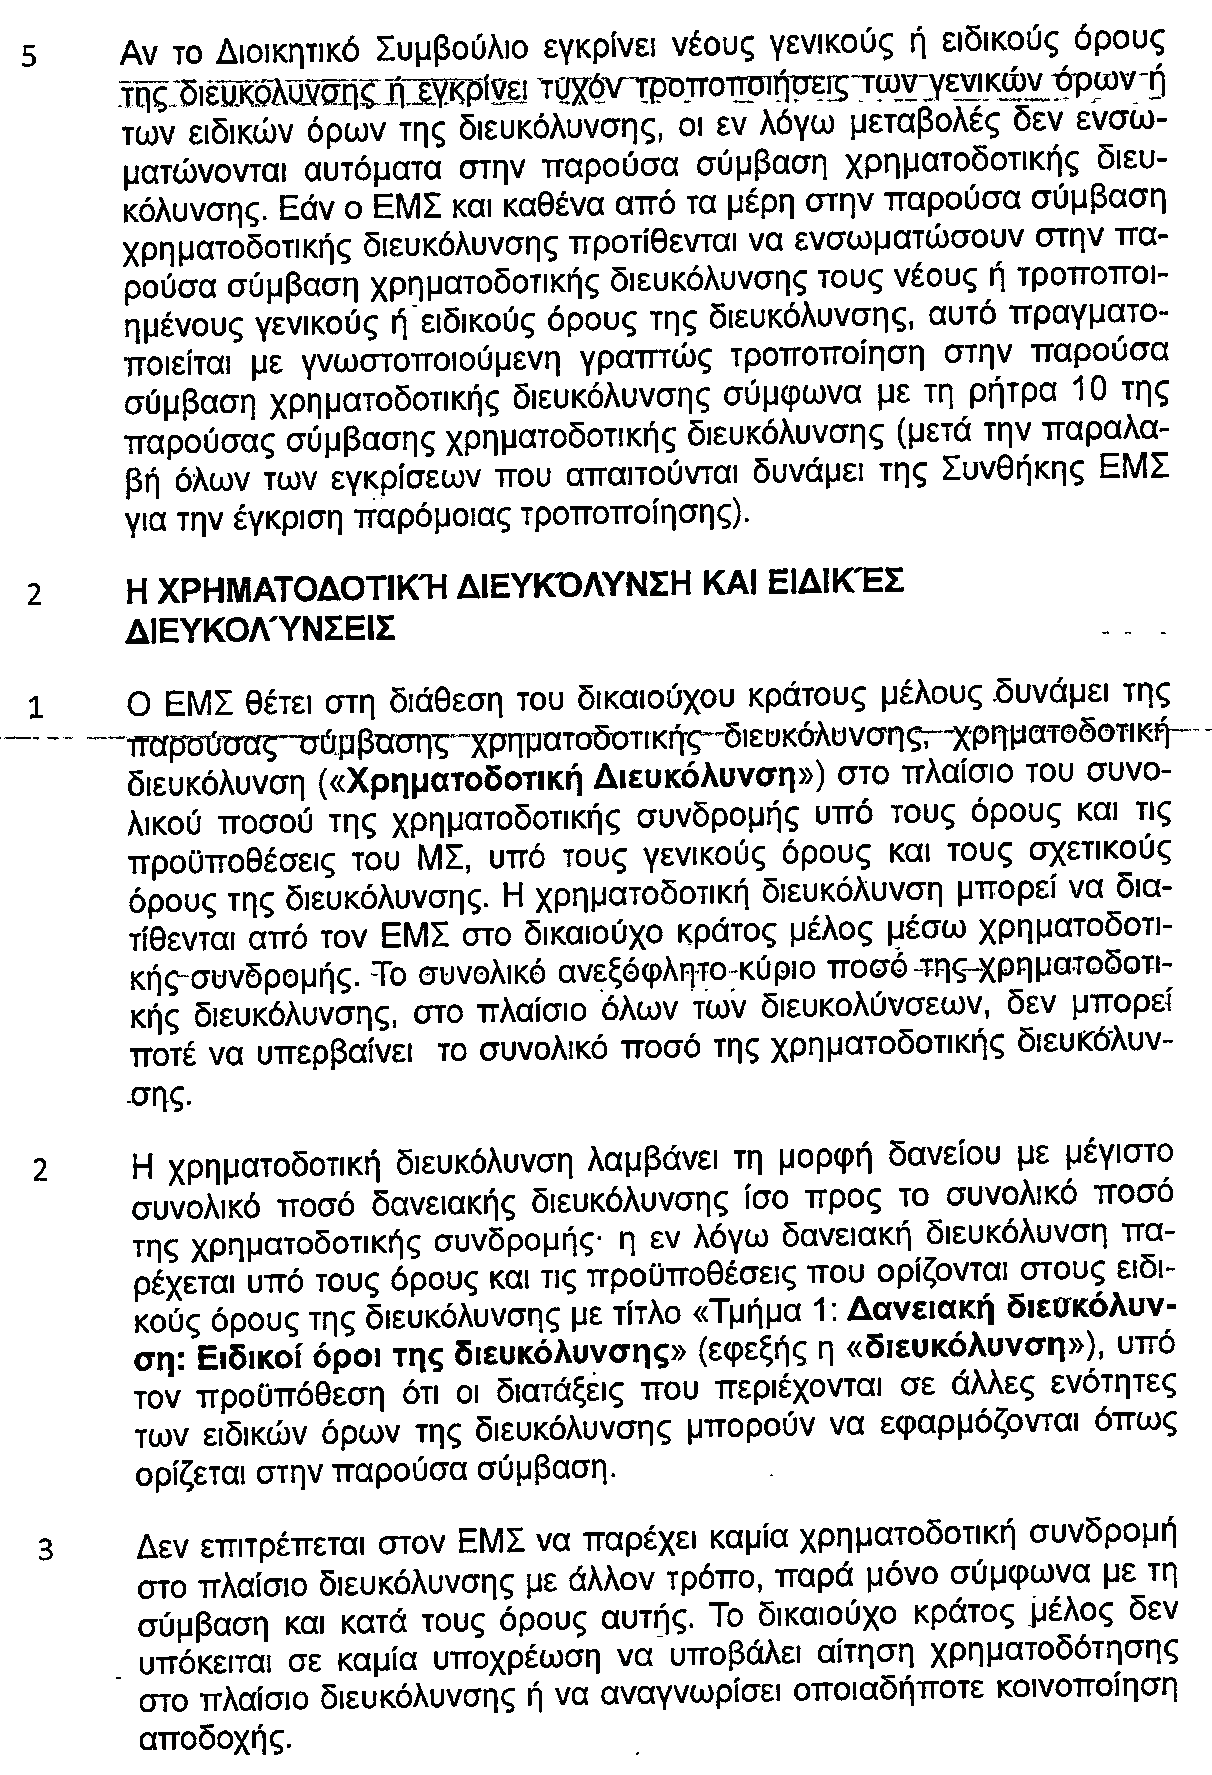 5 Αν το Διοικητικό Συμβούλιο εγκρίνει νέους γενικούς ή ειδικούς όρους
της διευκόλυνσης ή εγκρίνει τυχόν τροποποιήσεις των γενικών όρων ή
των ειδικών όρων της διευκόλυνσης, οι εν λόγω μεταβολές δεν ενσω-
ματώνονται αυτόματα στην παρούσα σύμβαση χρηματοδοτικής διευ-
κόλυνσης. Εάν ο ΕΜΣ και καθένα από τα μέρη στην παρούσα σύμβαση
χρηματοδοτικής διευκόλυνσης προτίθενται να ενσωματώσουν στην πα-
ρούσα σύμβαση χρηματοδοτικής διευκόλυνσης τους νέους ή τροποποι-
ημένους γενικούς ή ειδικούς όρους της διευκόλυνσης, αυτό πραγματο-
ποιείται με γνωστοποιούμενη γραπτώς τροποποίηση στην παρούσα
σύμβαση χρηματοδοτικής διευκόλυνσης σύμφωνα με τη ρήτρα 10 της
παρούσας σύμβασης χρηματοδοτικής διευκόλυνσης (μετά την παραλα-
βή όλων των εγκρίσεων που απαιτούνται δυνάμει της Συνθήκης ΕΜΣ
για την έγκριση παρόμοιας τροποποίησης).
2 Η ΧΡΗΜΑΤΟΔΟΤΙΚΉ ΔΙΕΥΚΌΛΥΝΣΗ ΚΑΙ ΕΙΔΙΚΈΣ
ΔΙΕΥΚΟΛΎΝΣΕΙΣ
1 Ο ΕΜΣ θέτει στη διάθεση του δικαιούχου κράτους μέλους δυνάμει της
παρούσας σύμβασης χρηματοδοτικής διευκόλυνσης, χρηματοδοτική
διευκόλυνση («Χρηματοδοτική Διευκόλυνση») στο πλαίσιο του συνο-
λικού ποσού της χρηματοδοτικής συνδρομής υπό τους όρους και τις
προϋποθέσεις του ΜΣ, υπό τους γενικούς όρους και τους σχετικούς
όρους της διευκόλυνσης. Η χρηματοδοτική διευκόλυνση μπορεί να δια-
τίθενται από τον ΕΜΣ στο δικαιούχο κράτος μέλος μέσω χρηματοδοτι-
κής συνδρομής. Το συνολικό ανεξόφλητο κύριο ποσό της χρηματοδοτι-
κής διευκόλυνσης, στο πλαίσιο όλων των διευκολύνσεων, δεν μπορεί
ποτέ να υπερβαίνει το συνολικό ποσό της χρηματοδοτικής διευκόλυν-
σης.
2 Η χρηματοδοτική διευκόλυνση λαμβάνει τη μορφή δανείου με μέγιστο
συνολικό ποσό δανειακής διευκόλυνσης ίσο προς το συνολικό ποσό
της χρηματοδοτικής συνδρομής· η εν λόγω δανειακή διευκόλυνση πα-
ρέχεται υπό τους όρους και τις προϋποθέσεις που ορίζονται στους ειδι-
κούς όρους της διευκόλυνσης με τίτλο «Τμήμα 1: Δανειακή διευκόλυν-
ση: Ειδικοί όροι της διευκόλυνσης» (εφεξής η «διευκόλυνση»), υπό
τον προϋπόθεση ότι οι διατάξεις που περιέχονται σε άλλες ενότητες
των ειδικών όρων της διευκόλυνσης μπορούν να εφαρμόζονται όπως
ορίζεται στην παρούσα σύμβαση.
3 Δεν επιτρέπεται στον ΕΜΣ να παρέχει καμία χρηματοδοτική συνδρομή
στο πλαίσιο διευκόλυνσης με άλλον τρόπο, παρά μόνο σύμφωνα με τη
σύμβαση και κατά τους όρους αυτής. Το δικαιούχο κράτος μέλος δεν
υπόκειται σε καμία υποχρέωση να υποβάλει αίτηση χρηματοδότησης
στο πλαίσιο διευκόλυνσης ή να αναγνωρίσει οποιαδήποτε κοινοποίηση
αποδοχής.